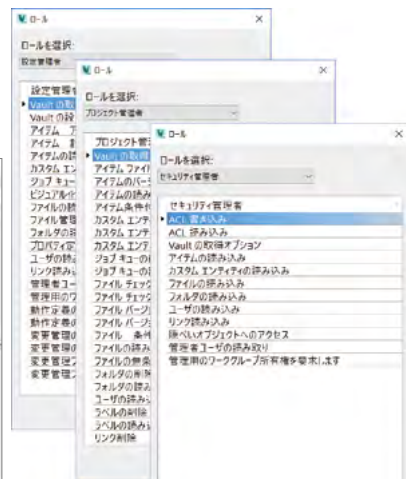 ロール
ロールを選択:
設定管理者
Vault の取
Vault の設
アイテム
アイテム
アイテムの読
カスタム エン
ジョブ キュー
ファイルの読
ファイル管理
フォルダの読
プロパティ定
ユーザの読
リンク読み
管理者ユー
管理用のワ
動作定義の
動作定義の
変更管理の
変更管理の
変更管理プ
変更管理プ
ロール
ロールを選択:
プロジェクト管理者
プロジェクト管理
Vault の取得
アイテム ファイ
アイテムのバー
アイテムの読み
アイテム条件
カスタム エンテ
カスタム エンテ
カスタム エンテ
ジョブ キューの
ジョブ キューの
ファイル チェック
ファイル チェック
ファイル バージ
ファイル バージ
ファイル 条件
ファイルの読み
ファイルの無条
フォルダの削除
フォルダの読み
ユーザの読み
ラベルの削除
ラベルの読み
リンク削除
ロール
ロールを選択:
セキュリティ管理者
セキュリティ管理者
ACL 書き込み
ACL 読み込み
Vault の取得オプション
アイテムの読み込み
カスタム エンティティの読み込み
ファイルの読み込み
フォルダの読み込み
ユーザの読み込み
リンク読み込み
隠ぺいオブジェクトへのアクセス
管理者ユーザの読み取り
管理用のワークグループ所有権を要求します